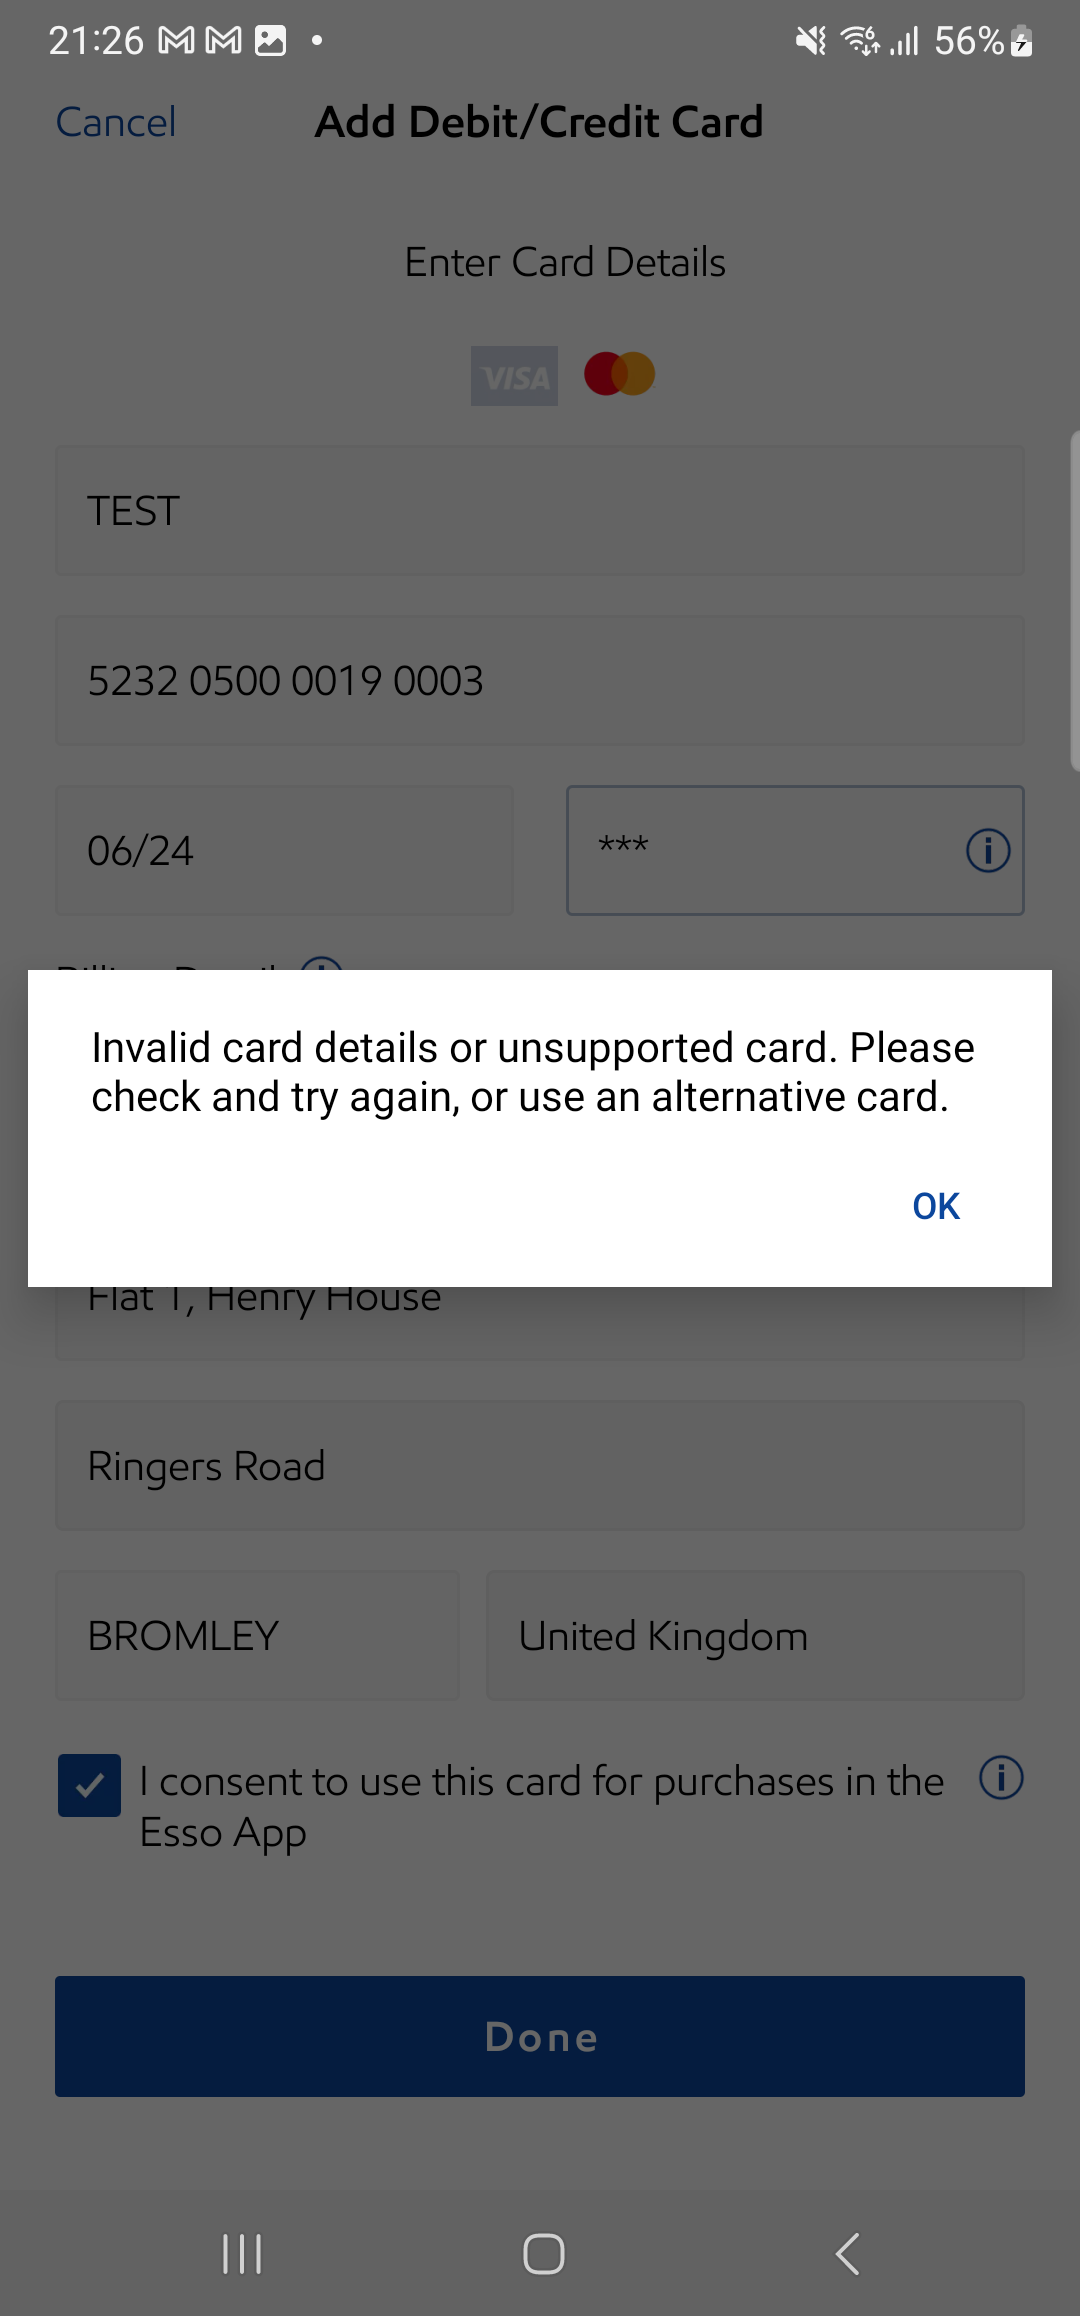 21:26
56%
Cancel
Add Debit/Credit Card
Enter Card Details
VISA
TEST
5232 0500 0019 0003
06/24
***
Invalid card details or unsupported card. Please
check and try again, or use an alternative card.
OK
Flat 1, Henry House
Ringers Road
BROMLEY
United Kingdom
I consent to use this card for purchases in the
Esso App
Done